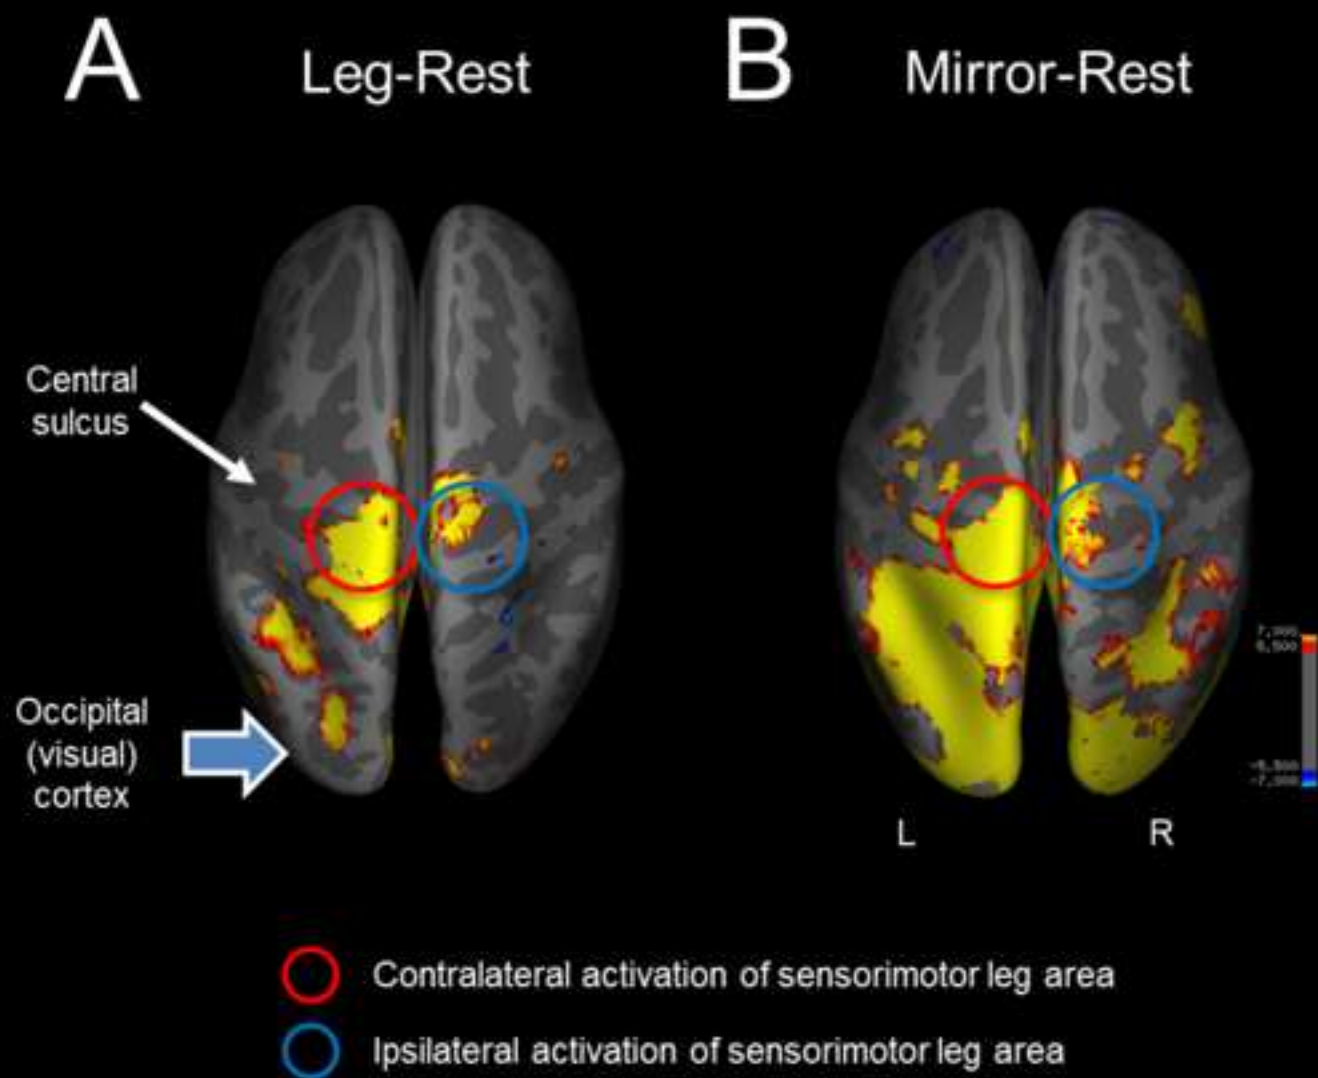 A
Leg-Rest
B
Mirror-Rest
Central
sulcus
Occipital
(visual)
cortex
L
R
Contralateral activation of sensorimotor leg area
Ipsilateral activation of sensorimotor leg area